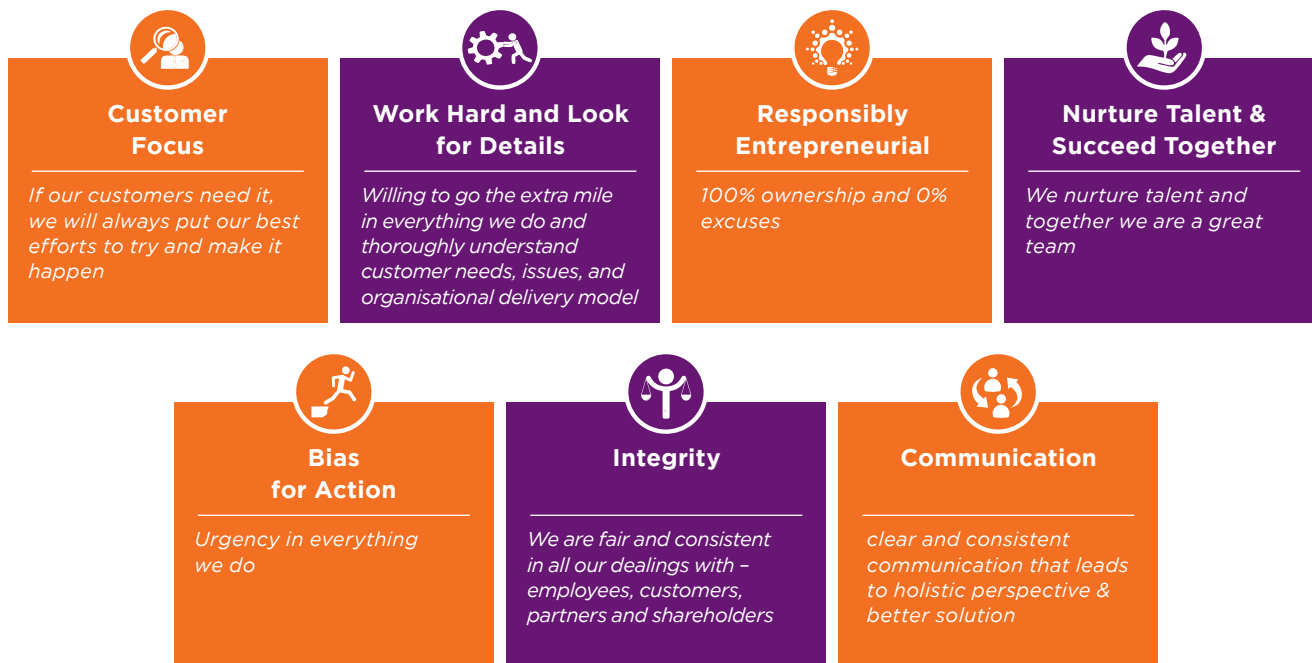 Customer
Focus
If our customers need it,
we will always put our best
efforts to try and make it
happen
Work Hard and Look
for Details
Willing to go the extra mile
in everything we do and
thoroughly understand
customer needs, issues, and
organisational delivery model
Responsibly
Entrepreneurial
100% ownership and 0%
excuses
Nurture Talent &
Succeed Together
We nurture talent and
together we are a great
team
Bias
for Action
Urgency in everything
we do
Integrity
We are fair and consistent
in all our dealings with –
employees, customers,
partners and shareholders
Communication
clear and consistent
communication that leads
to holistic perspective &
better solution